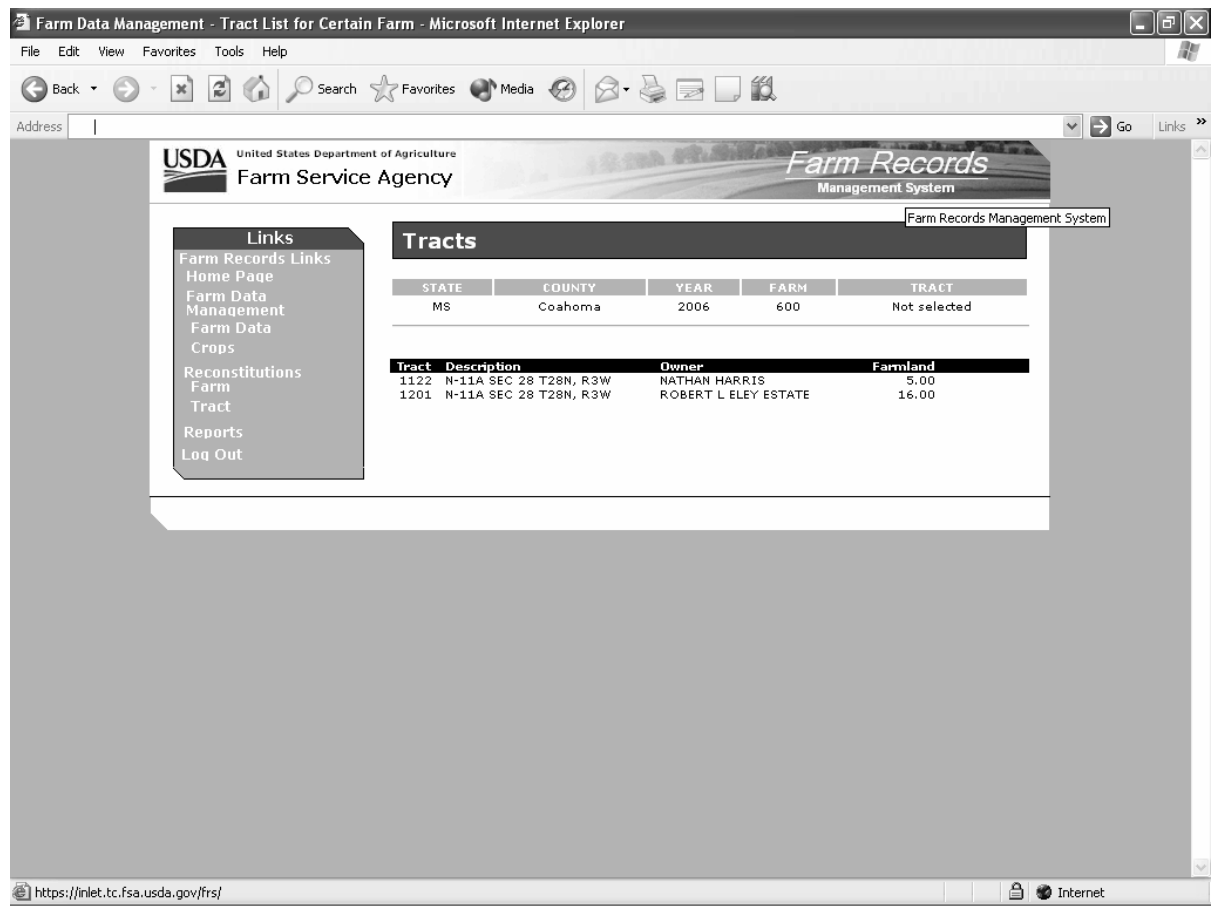 Farm Data Management - Tract List for Certain Farm - Microsoft Internet Explorer
File Edit View Favorites Tools Help
Back Search Favorites Media
Address Go Links »
USDA United States Department of Agriculture
Farm Service Agency
Farm Records
Management System
Farm Records Management System
Links
Farm Records Links
Home Page
Farm Data
Management
Farm Data
Crops
Reconstitutions
Farm
Tract
Reports
Log Out
Tracts
STATE COUNTY YEAR FARM TRACT
MS Coahoma 2006 600 Not selected
Tract Description Owner Farmland
1122 N-11A SEC 28 T28N, R3W NATHAN HARRIS 5.00
1201 N-11A SEC 28 T28N, R3W ROBERT L ELEY ESTATE 16.00
https://inlet.tc.fsa.usda.gov/frs/ Internet